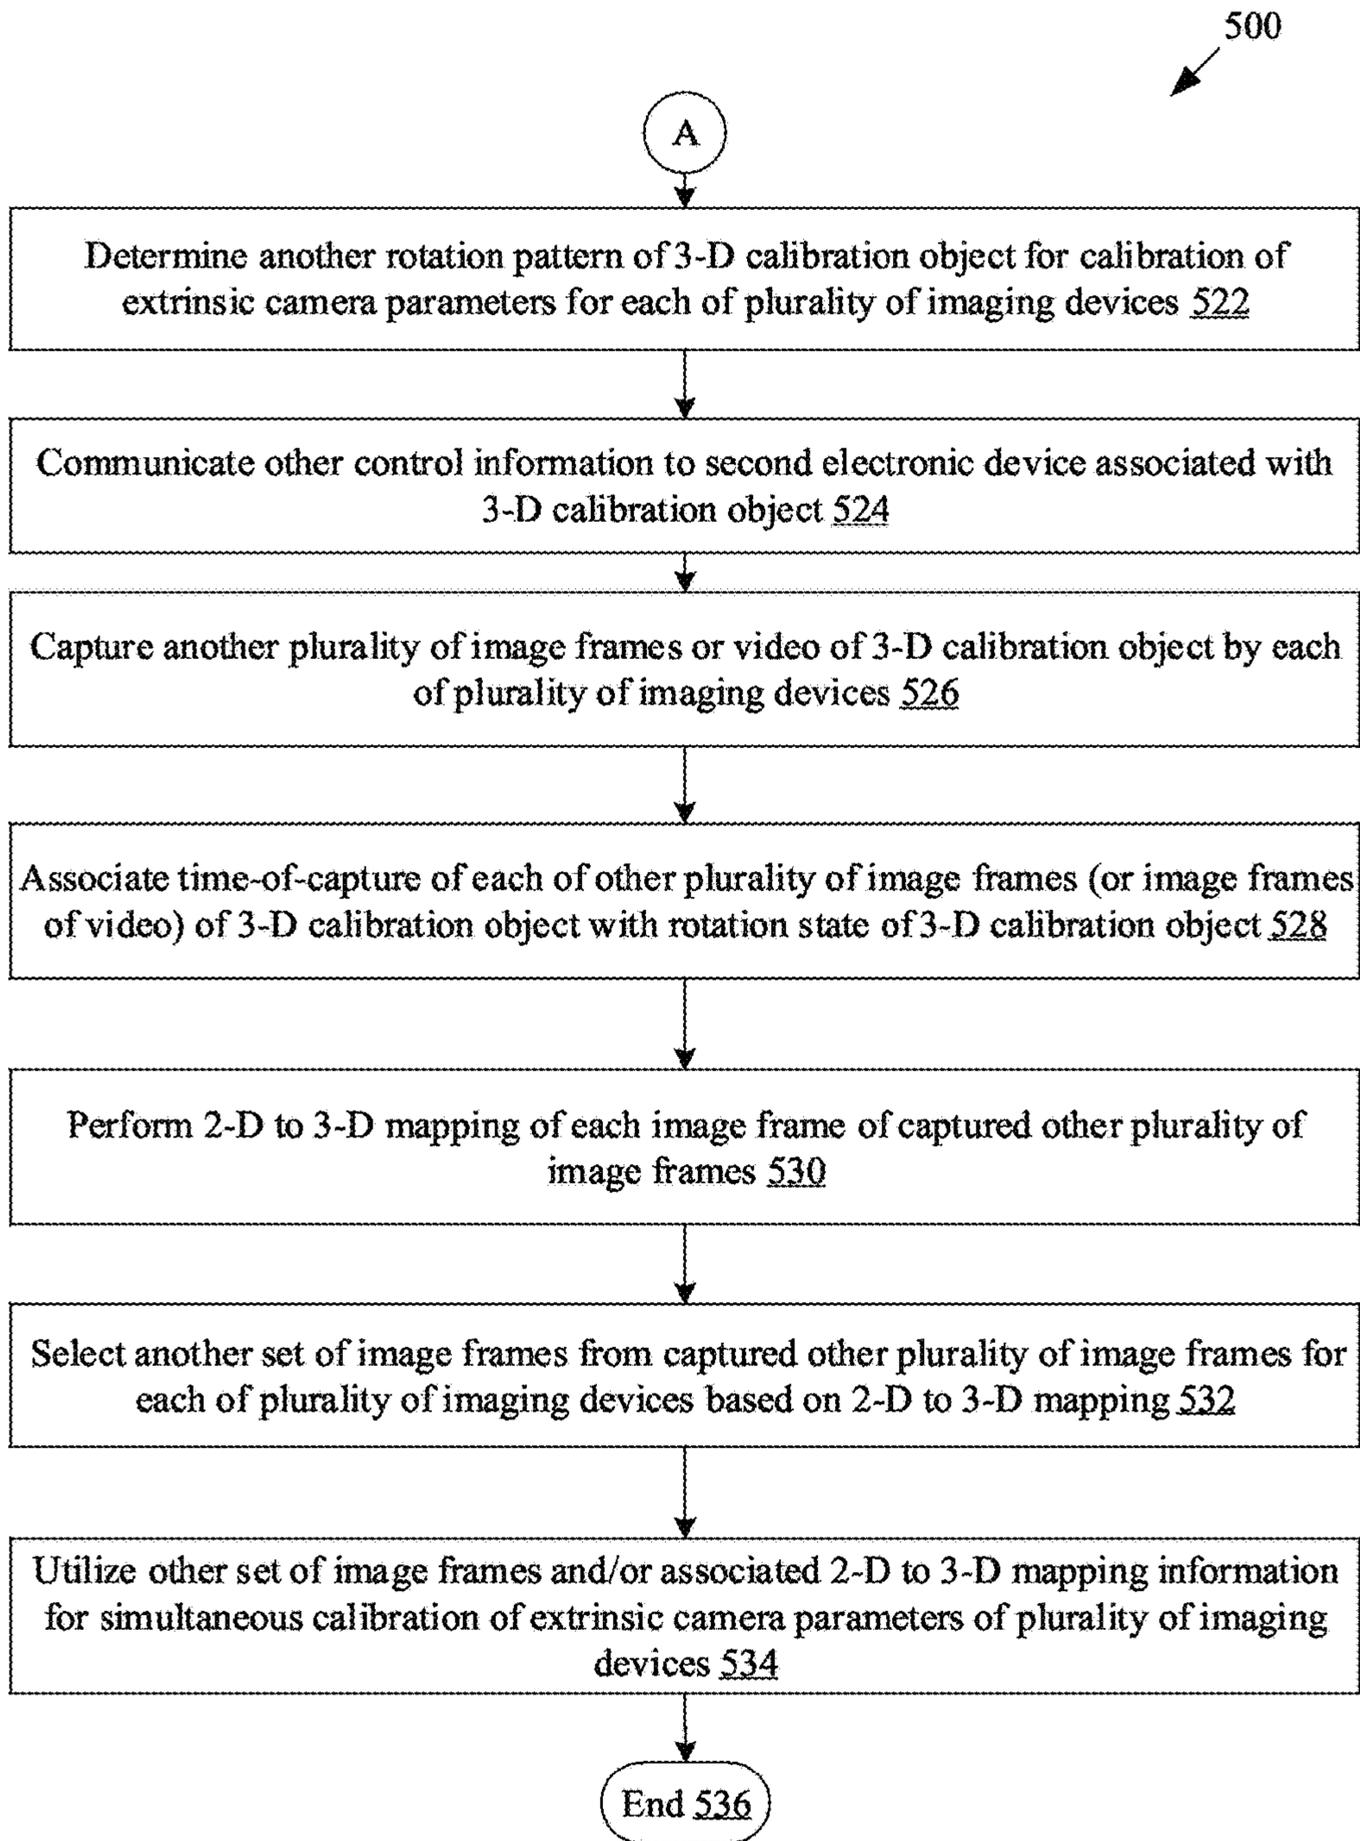 500
A
Determine another rotation pattern of 3-D calibration object for calibration of
extrinsic camera parameters for each of plurality of imaging devices 522
Communicate other control information to second electronic device associated with
3-D calibration object 524
Capture another plurality of image frames or video of 3-D calibration object by each
of plurality of imaging devices 526
Associate time-of-capture of each of other plurality of image frames (or image frames
of video) of 3-D calibration object with rotation state of 3-D calibration object 528
Perform 2-D to 3-D mapping of each image frame of captured other plurality of
image frames 530
Select another set of image frames from captured other plurality of image frames for
each of plurality of imaging devices based on 2-D to 3-D mapping 532
Utilize other set of image frames and/or associated 2-D to 3-D mapping information
for simultaneous calibration of extrinsic camera parameters of plurality of imaging
devices 534
End 536